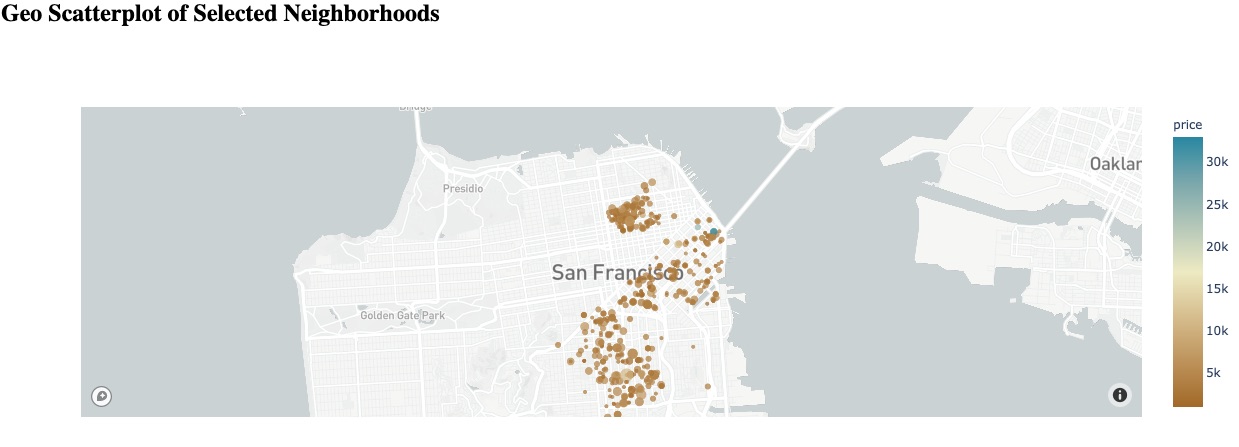 Geo Scatterplot of Selected Neighborhoods
Bridge
Presidio
Oaklan
San Francisco
Golden Gate Park
price
30k
25k
20k
15k
10k
5k